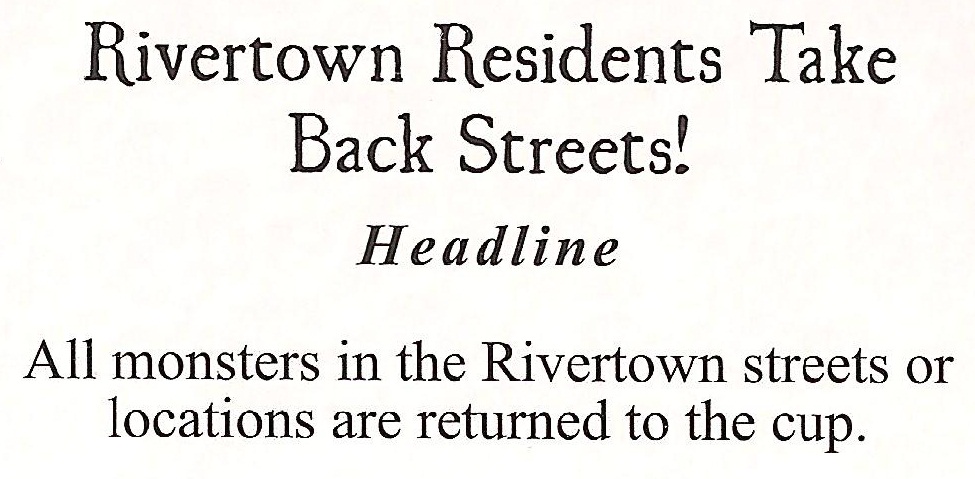 Rivertown Residents Take
Back Streets!
Headline
All monsters in the Rivertown streets or
locations are returned to the cup.